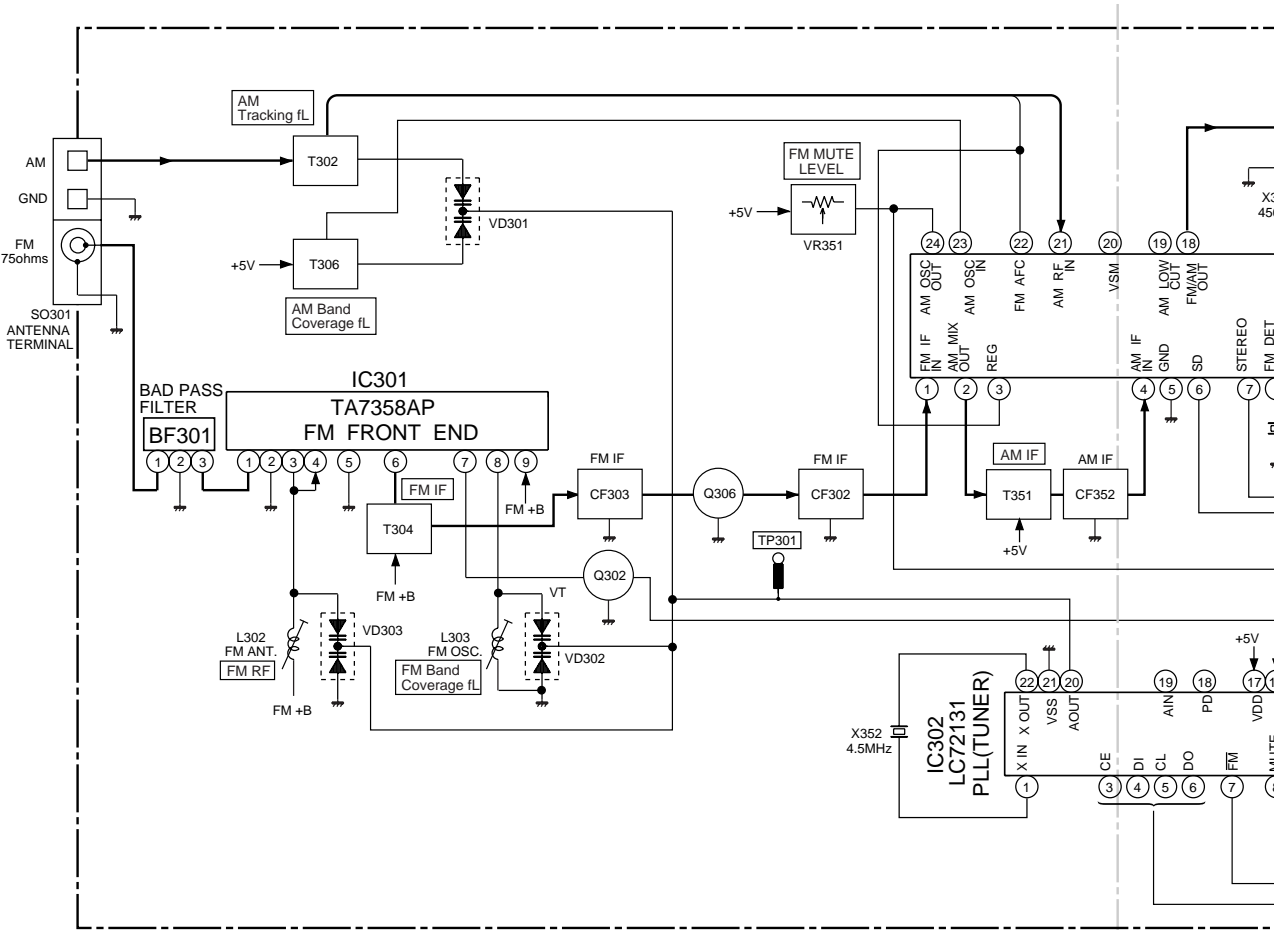 AM
Tracking fL
AM
T302
GND
FM
75ohms
SO301
ANTENNA
TERMINAL
+5V
T306
AM Band
Coverage fL
VD301
FM MUTE
LEVEL
+5V
VR351
24
23
22
21
20
19
18
AM OSC
OUT
AM OSC
IN
FM AFC
AM RF
IN
VSM
AM LOW
CUT
FM/AM
OUT
FM IF
IN
AM MIX
OUT
REG
AM IF
IN
GND
SD
STEREO
FM DET
1
2
3
4
5
6
7
BAD PASS
FILTER
BF301
1
2
3
IC301
TA7358AP
FM FRONT END
1
2
3
4
5
6
7
8
9
FM +B
FM IF
T304
FM +B
FM IF
CF303
Q306
FM IF
CF302
AM IF
T351
+5V
AM IF
CF352
TP301
Q302
VT
L302
FM ANT.
FM RF
FM +B
VD303
L303
FM OSC.
FM Band
Coverage fL
VD302
X352
4.5MHz
IC302
LC72131
PLL(TUNER)
+5V
22
21
20
19
18
17
X OUT
VSS
AOUT
AIN
PD
VDD
X IN
CE
DI
CL
DO
FM
1
3
4
5
6
7